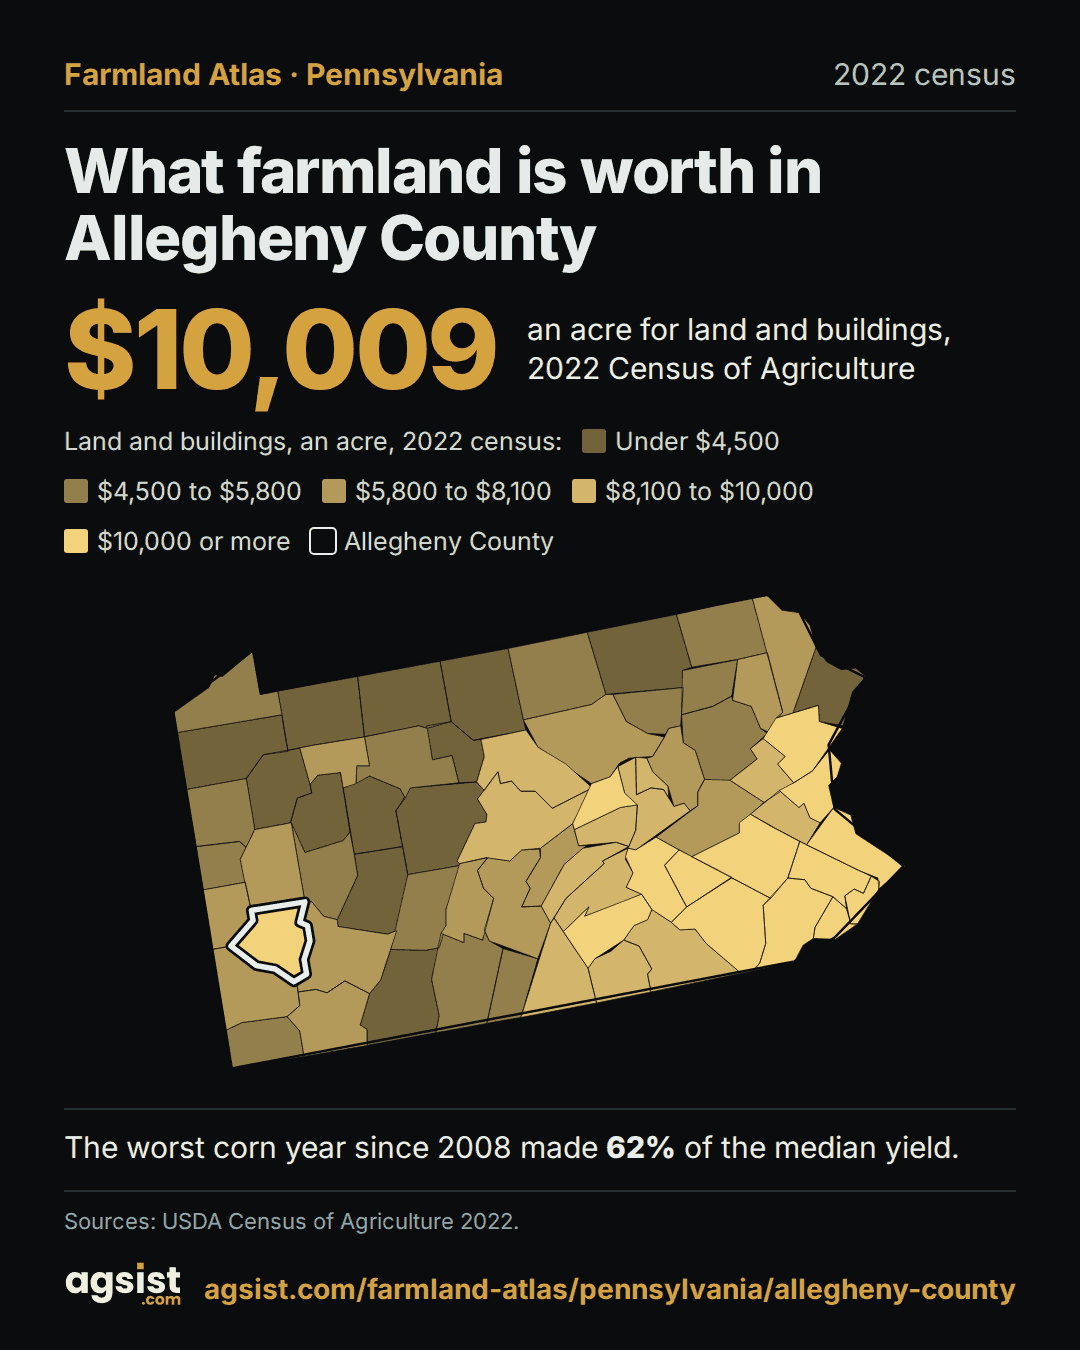 Farmland Atlas · Pennsylvania
2022 census
What farmland is worth in
Allegheny County
$10,009
an acre for land and buildings,
2022 Census of Agriculture
Land and buildings, an acre, 2022 census: Under $4,500
$4,500 to $5,800 $5,800 to $8,100 $8,100 to $10,000
$10,000 or more Allegheny County
The worst corn year since 2008 made 62% of the median yield.
Sources: USDA Census of Agriculture 2022.
agsist.com
agsist.com/farmland-atlas/pennsylvania/allegheny-county